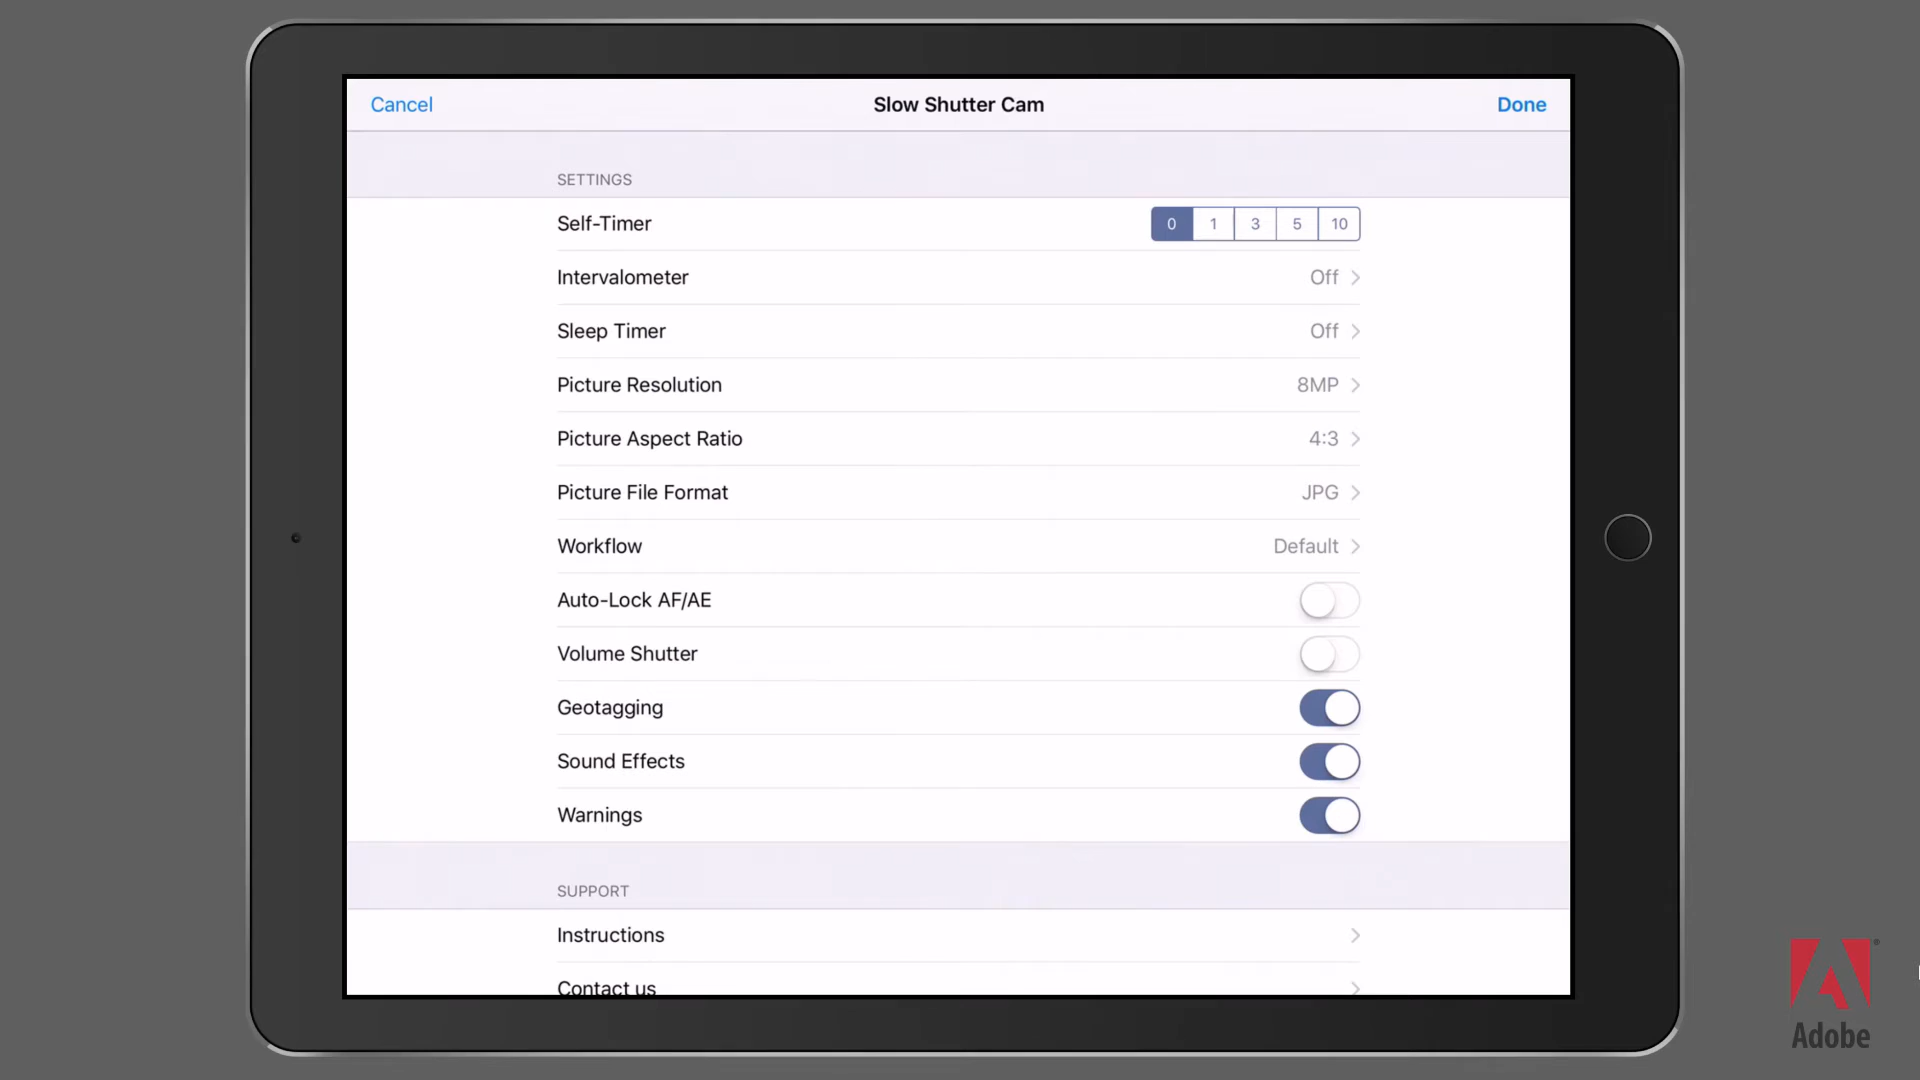 Cancel Slow Shutter Cam Done
SETTINGS
Self-Timer 0 1 3 5 10
Intervalometer Off
Sleep Timer Off
Picture Resolution 8MP
Picture Aspect Ratio 4:3
Picture File Format JPG
Workflow Default
Auto-Lock AF/AE
Volume Shutter
Geotagging
Sound Effects
Warnings
SUPPORT
Instructions
Contact us
Adobe